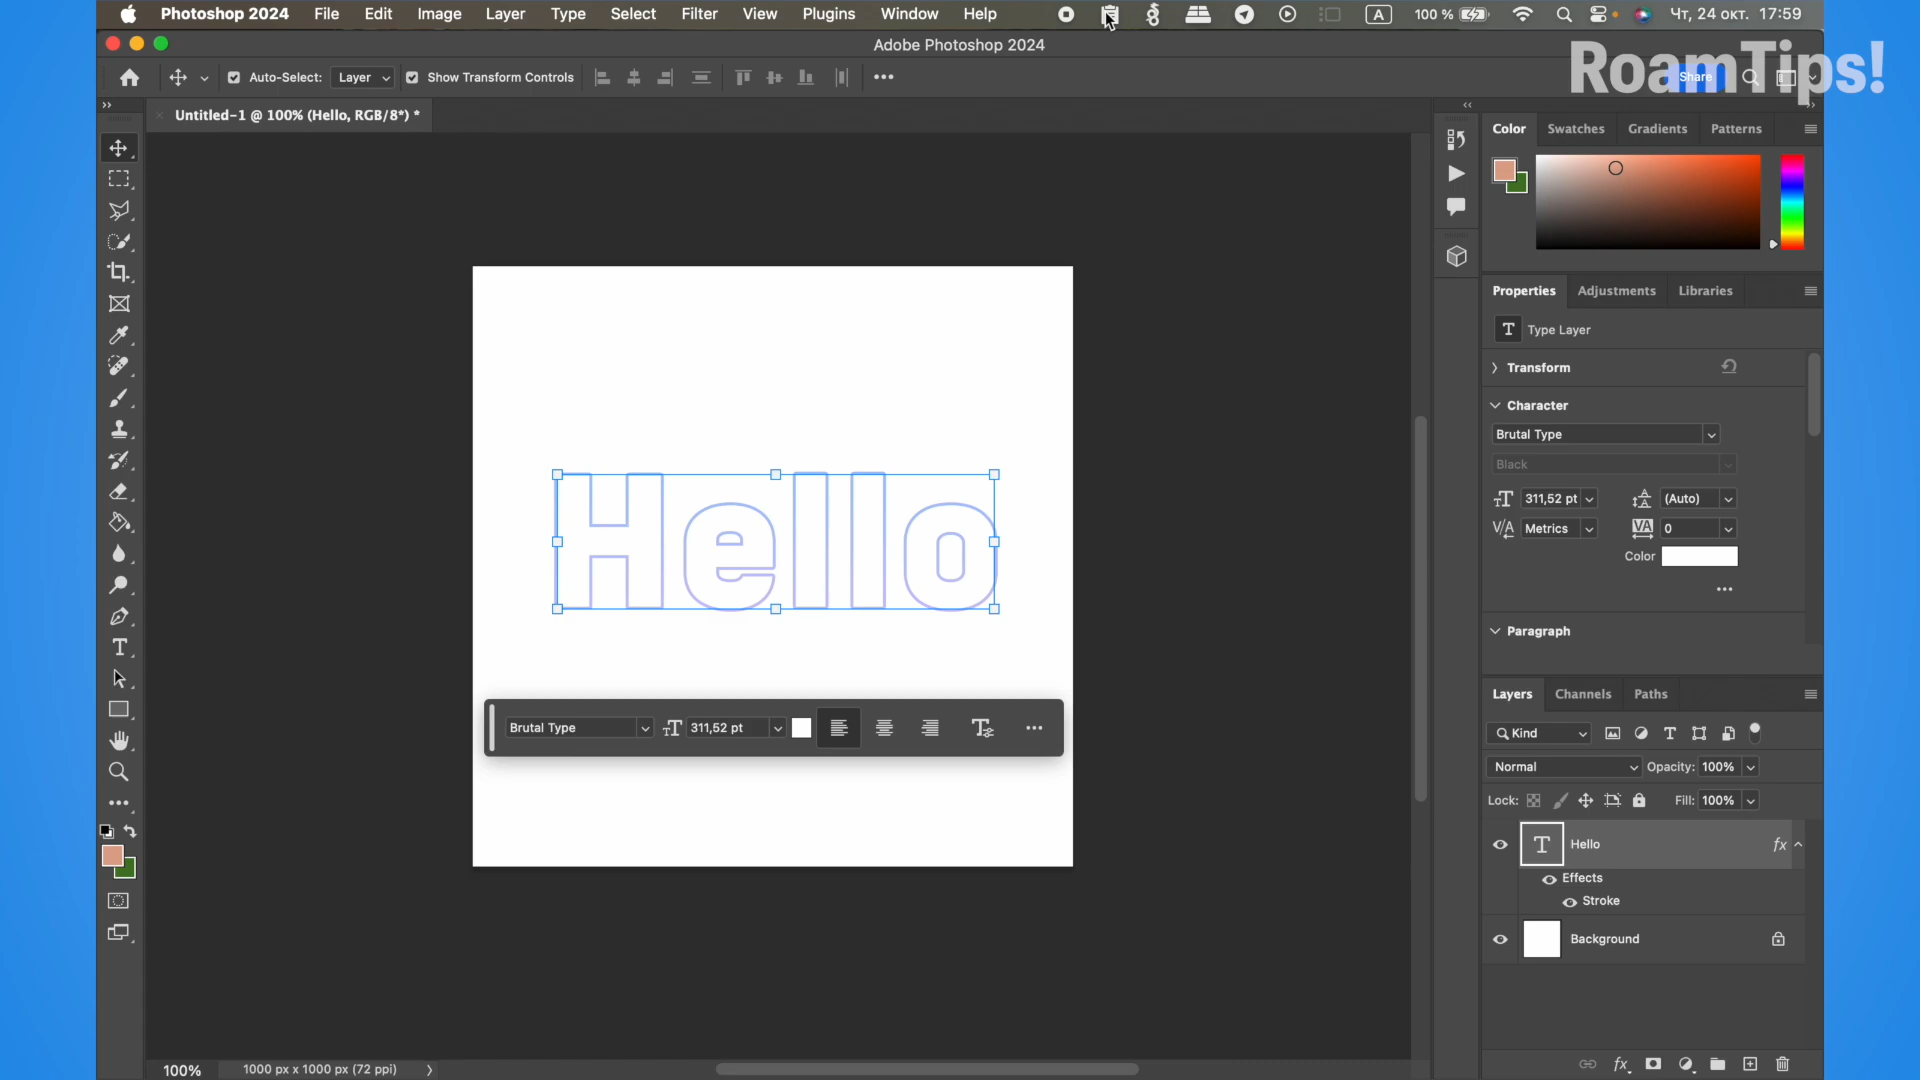 Photoshop 2024 File Edit Image Layer Type Select Filter View Plugins Window Help A 100 % Чт, 24 окт. 17:59
Adobe Photoshop 2024
RoamTips!
Auto-Select: Layer Show Transform Controls Share
Untitled-1 @ 100% (Hello, RGB/8*) *
Color Swatches Gradients Patterns
Properties Adjustments Libraries
T Type Layer
Transform
Character
Brutal Type
Black
311,52 pt (Auto)
Metrics 0
Color
Paragraph
Hello
Brutal Type 311,52 pt
Layers Channels Paths
Kind
Normal Opacity: 100%
Lock: Fill: 100%
T Hello fx
Effects
Stroke
Background
100% 1000 px x 1000 px (72 ppi)
fx